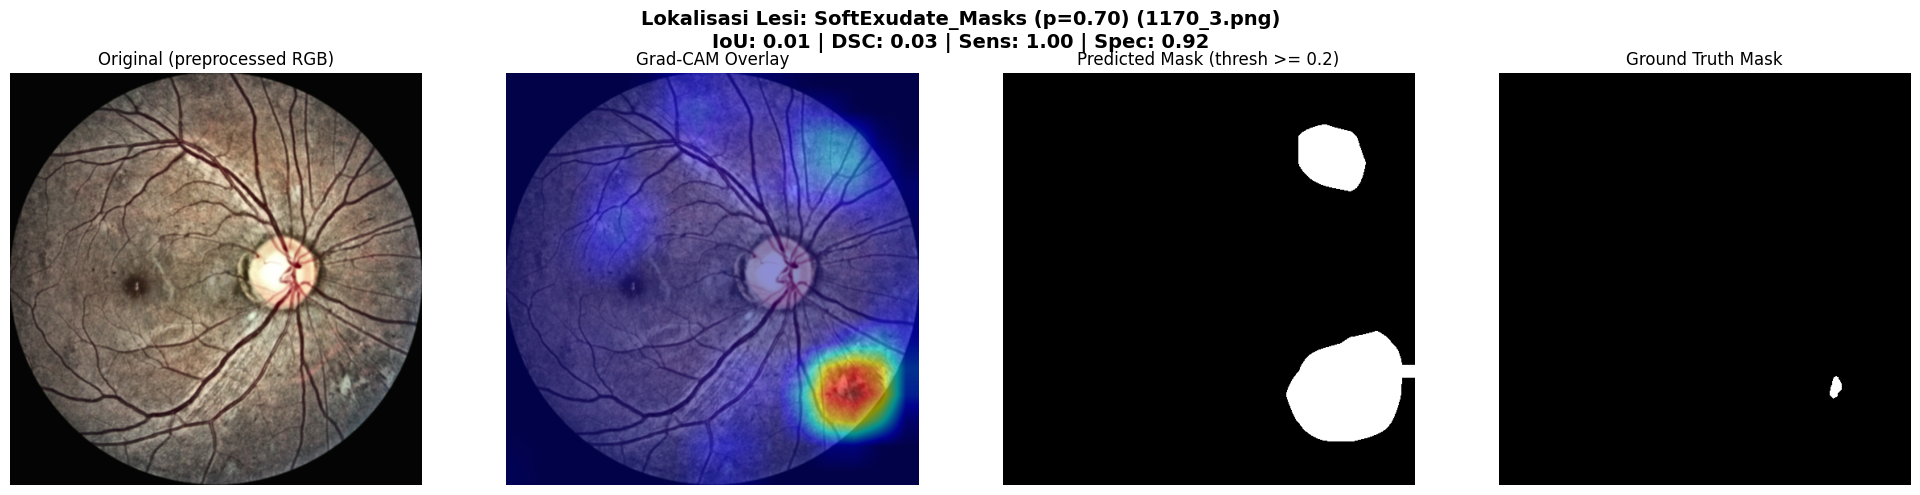 Lokalisasi Lesi: SoftExudate_Masks (p=0.70) (1170_3.png)
IoU: 0.01 | DSC: 0.03 | Sens: 1.00 | Spec: 0.92
Original (preprocessed RGB)
Grad-CAM Overlay
Predicted Mask (thresh >= 0.2)
Ground Truth Mask